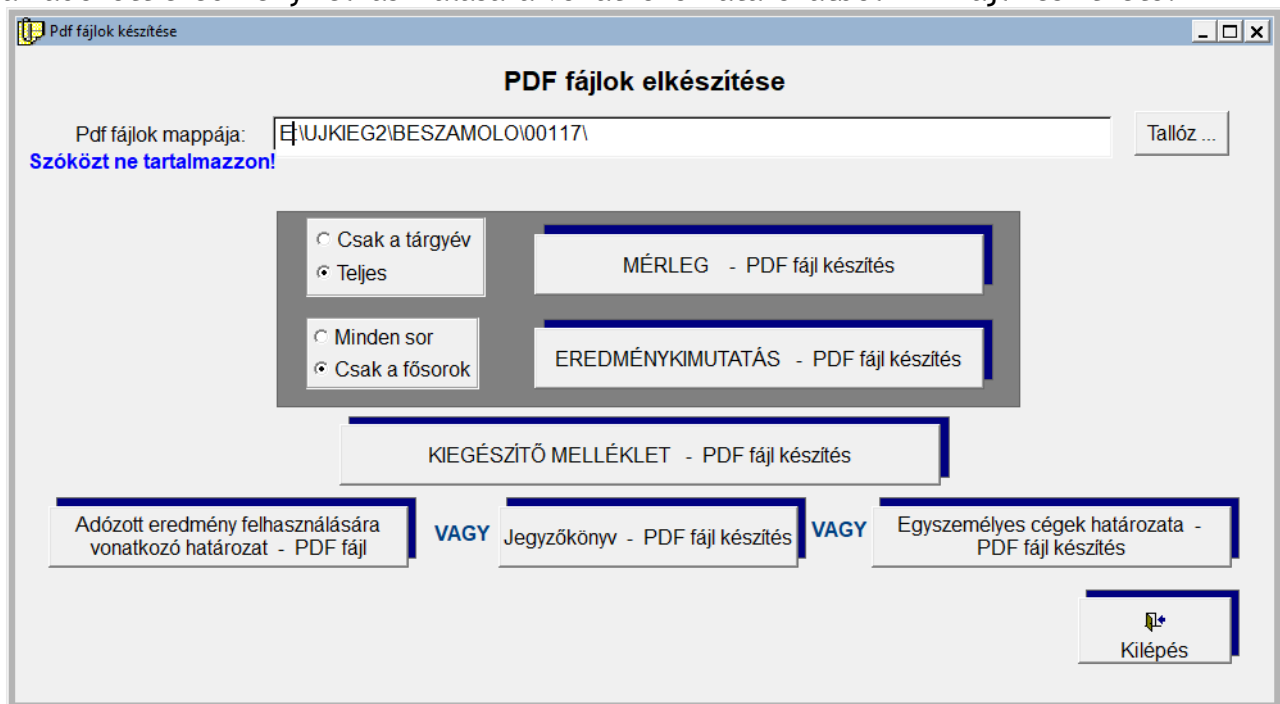 Pdf fájlok készítése
PDF fájlok elkészítése
Pdf fájlok mappája: E:\UJKIEG2\BESZAMOLO\00117\ Tallóz ...
Szóközt ne tartalmazzon!
Csak a tárgyév
Teljes
MÉRLEG - PDF fájl készítés
Minden sor
Csak a fősorok
EREDMÉNYKIMUTATÁS - PDF fájl készítés
KIEGÉSZÍTŐ MELLÉKLET - PDF fájl készítés
Adózott eredmény felhasználására
vonatkozó határozat - PDF fájl
VAGY
Jegyzőkönyv - PDF fájl készítés
VAGY
Egyszemélyes cégek határozata -
PDF fájl készítés
Kilépés